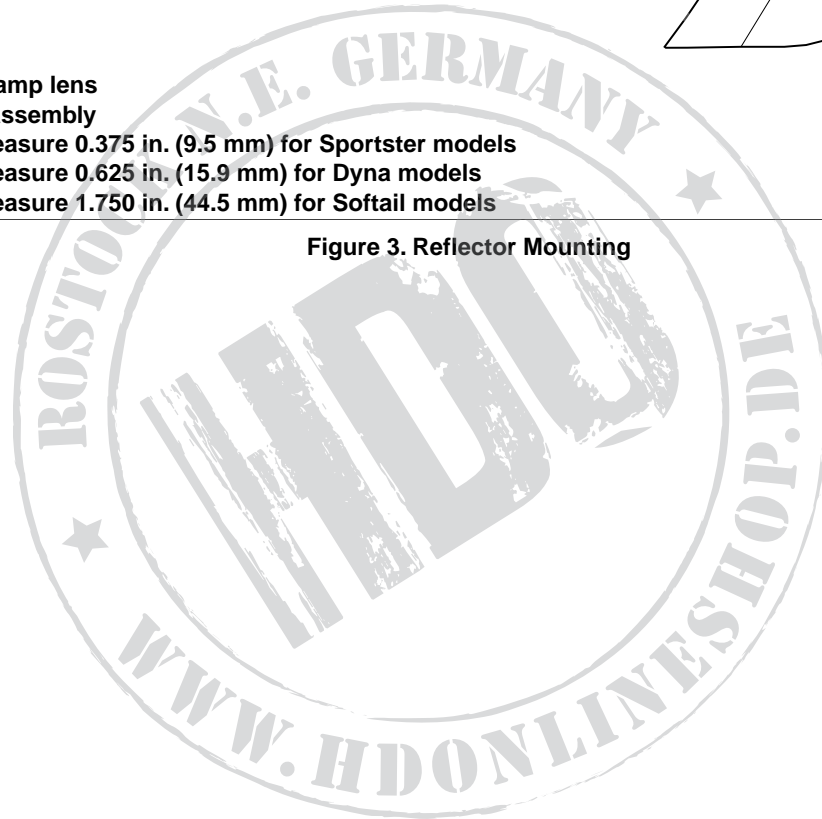 amp lens
ssembly
easure 0.375 in. (9.5 mm) for Sportster models
easure 0.625 in. (15.9 mm) for Dyna models
easure 1.750 in. (44.5 mm) for Softail models
Figure 3. Reflector Mounting
ROSTOCK N.E. GERMANY
HDO
WWW.HDONLINESHOP.DE